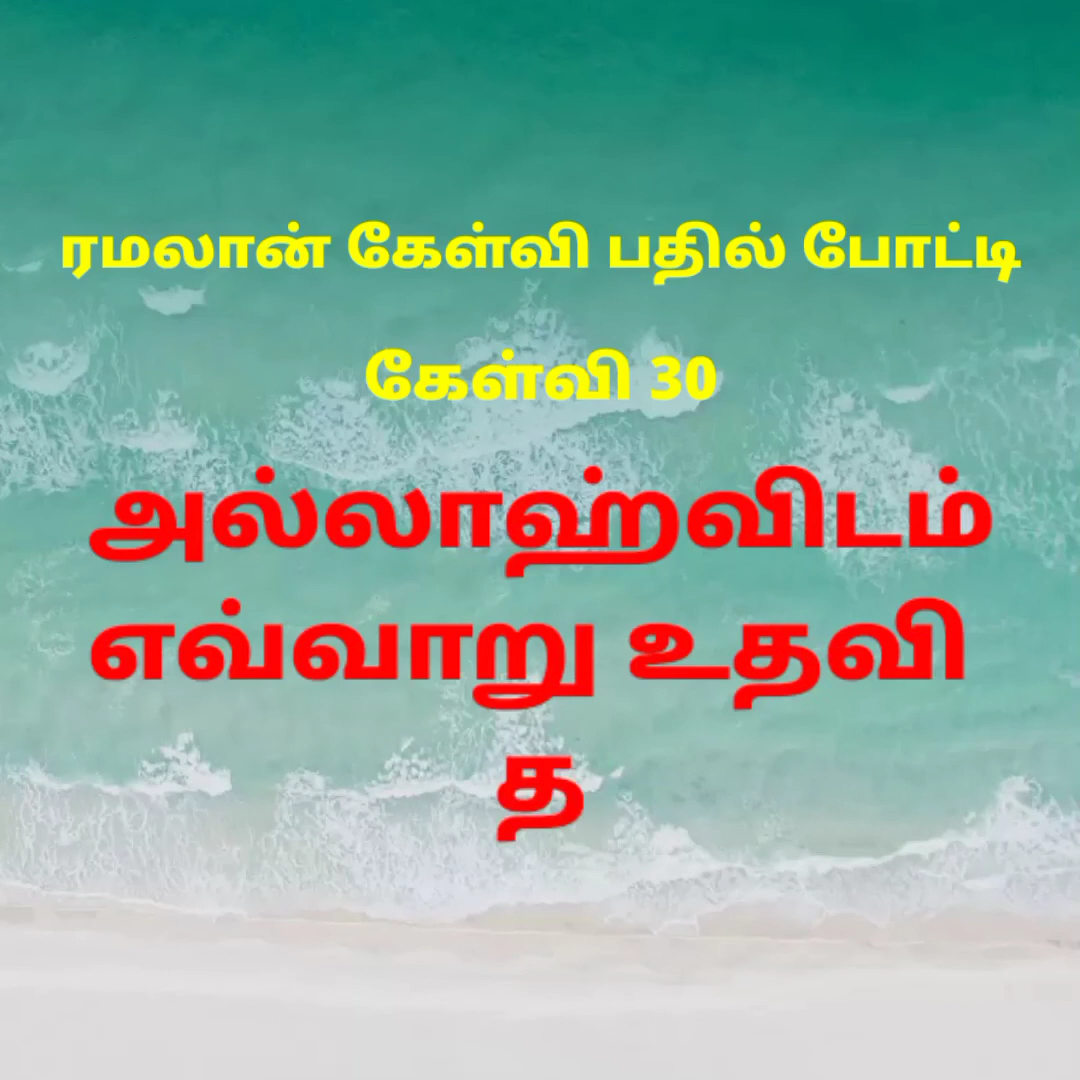 ரமலான் கேள்வி பதில் போட்டி
கேள்வி 30
அல்லாஹ்விடம்
எவ்வாறு உதவி
த